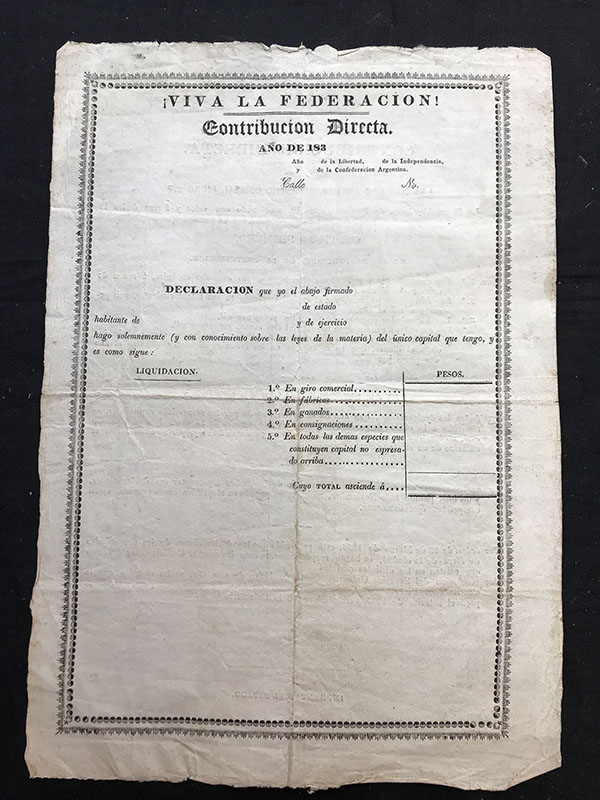 ¡VIVA LA FEDERACION!
Contribucion Directa.
AÑO DE 183
Año de la Libertad, de la Independencia,
y de la Confederacion Argentina.
Calle No.
DECLARACION que yo el abajo firmado
de estado
habitante de y de ejercicio
hago solemnemente (y con conocimiento sobre las leyes de la materia) del único capital que tengo, y
es como sigue:
LIQUIDACION. PESOS.
1.º En giro comercial........
2.º En fábricas............
3.º En ganados............
4.º En consignaciones........
5.º En todas las demas especies que
constituyen capital no espresa-
do arriba..............
Cuyo TOTAL asciende á....